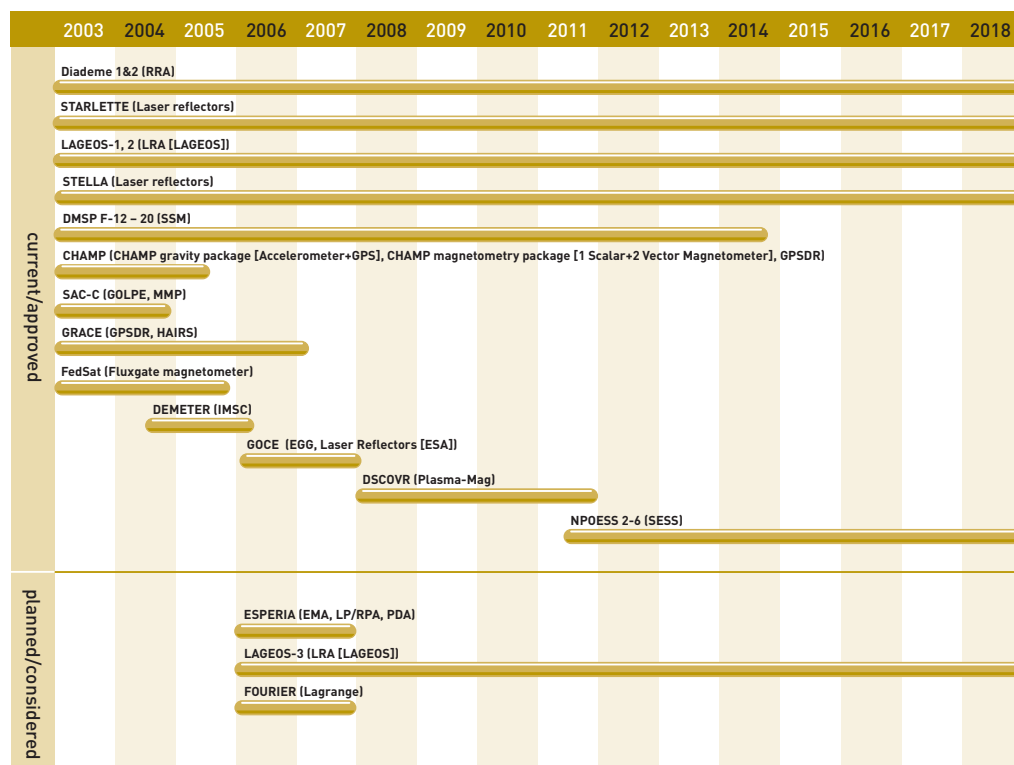 2003 2004 2005 2006 2007 2008 2009 2010 2011 2012 2013 2014 2015 2016 2017 2018
current/approved
Diademe 1&2 (RRA)
STARLETTE (Laser reflectors)
LAGEOS-1, 2 (LRA [LAGEOS])
STELLA (Laser reflectors)
DMSP F-12 – 20 (SSM)
CHAMP (CHAMP gravity package [Accelerometer+GPS], CHAMP magnetometry package [1 Scalar+2 Vector Magnetometer], GPSDR)
SAC-C (GOLPE, MMP)
GRACE (GPSDR, HAIRS)
FedSat (Fluxgate magnetometer)
DEMETER (IMSC)
GOCE (EGG, Laser Reflectors [ESA])
DSCOVR (Plasma-Mag)
NPOESS 2-6 (SESS)
planned/considered
ESPERIA (EMA, LP/RPA, PDA)
LAGEOS-3 (LRA [LAGEOS])
FOURIER (Lagrange)